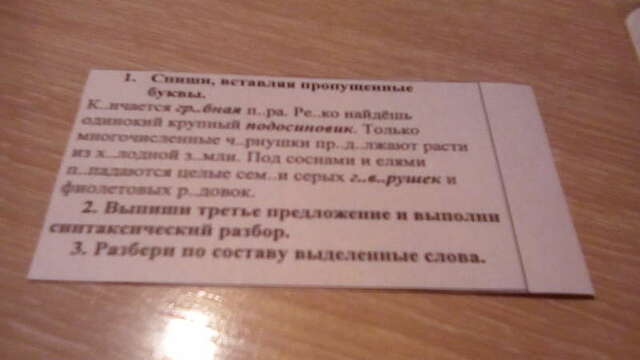 1. Спиши, вставляя пропущенные
буквы.
К..нчается гр..бная п..ра. Ре..ко найдёшь
одинокий крупный подосиновик. Только
многочисленные ч..рнушки пр..д..лжают расти
из х..лодной з..мли. Под соснами и елями
п..падаются целые сем..и серых г..в..рушек и
фиолетовых р..довок.
2. Выпиши третье предложение и выполни
синтаксический разбор.
3. Разбери по составу выделенные слова.